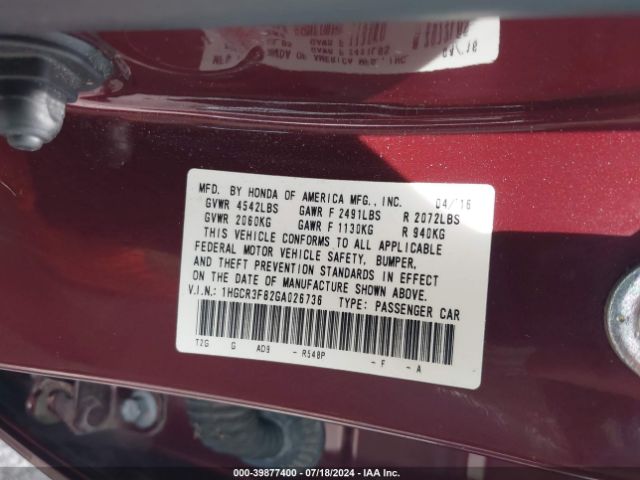 MFD. BY HONDA OF AMERICA MFG., INC. 04/16
GVWR 4542LBS GAWR F 2491LBS R 2072LBS
GVWR 2060KG GAWR F 1130KG R 940KG
THIS VEHICLE CONFORMS TO ALL APPLICABLE
FEDERAL MOTOR VEHICLE SAFETY, BUMPER,
AND THEFT PREVENTION STANDARDS IN EFFECT
ON THE DATE OF MANUFACTURE SHOWN ABOVE.
V.I.N.: 1HGCR3F82GA026736 TYPE: PASSENGER CAR
T2G G AD9 - R548P - F - A
000-39877400 - 07/18/2024 - IAA Inc.